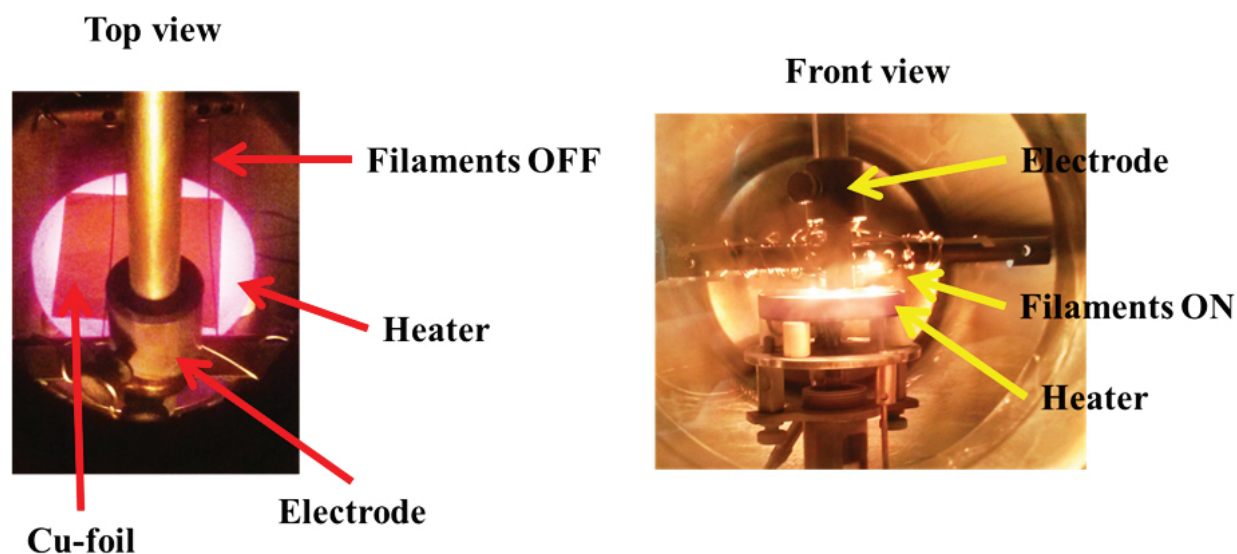 Top view
Filaments OFF
Heater
Electrode
Cu-foil
Front view
Electrode
Filaments ON
Heater